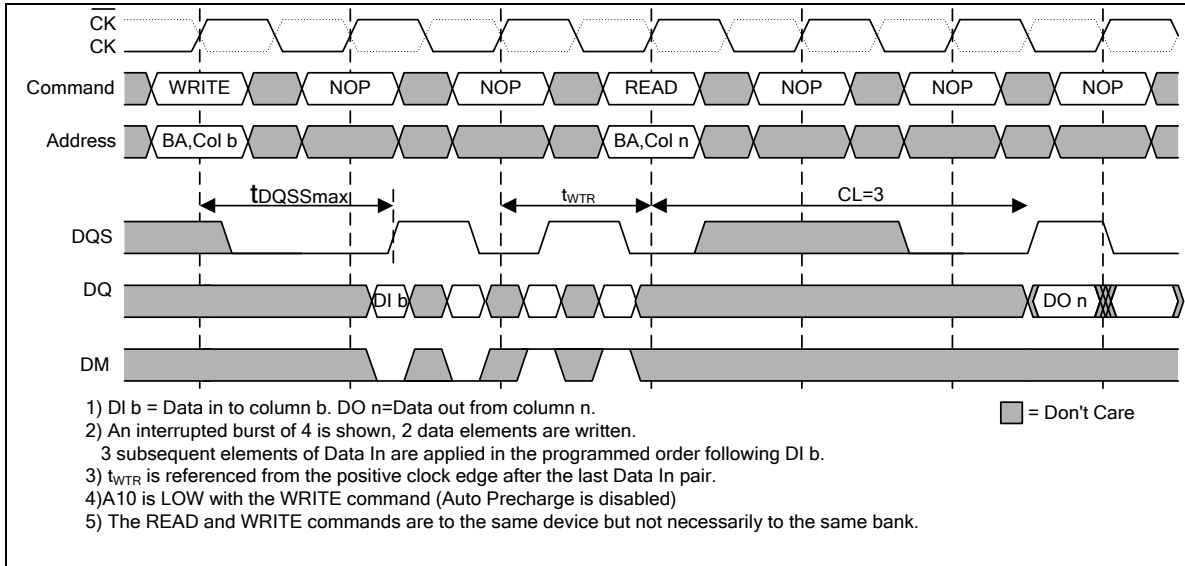 CK
CK
Command WRITE NOP NOP READ NOP NOP NOP
Address BA,Col b BA,Col n
tDQSSmax tWTR CL=3
DQS
DQ DI b DO n
DM
1) DI b = Data in to column b. DO n=Data out from column n.
= Don't Care
2) An interrupted burst of 4 is shown, 2 data elements are written.
3 subsequent elements of Data In are applied in the programmed order following DI b.
3) tWTR is referenced from the positive clock edge after the last Data In pair.
4)A10 is LOW with the WRITE command (Auto Precharge is disabled)
5) The READ and WRITE commands are to the same device but not necessarily to the same bank.